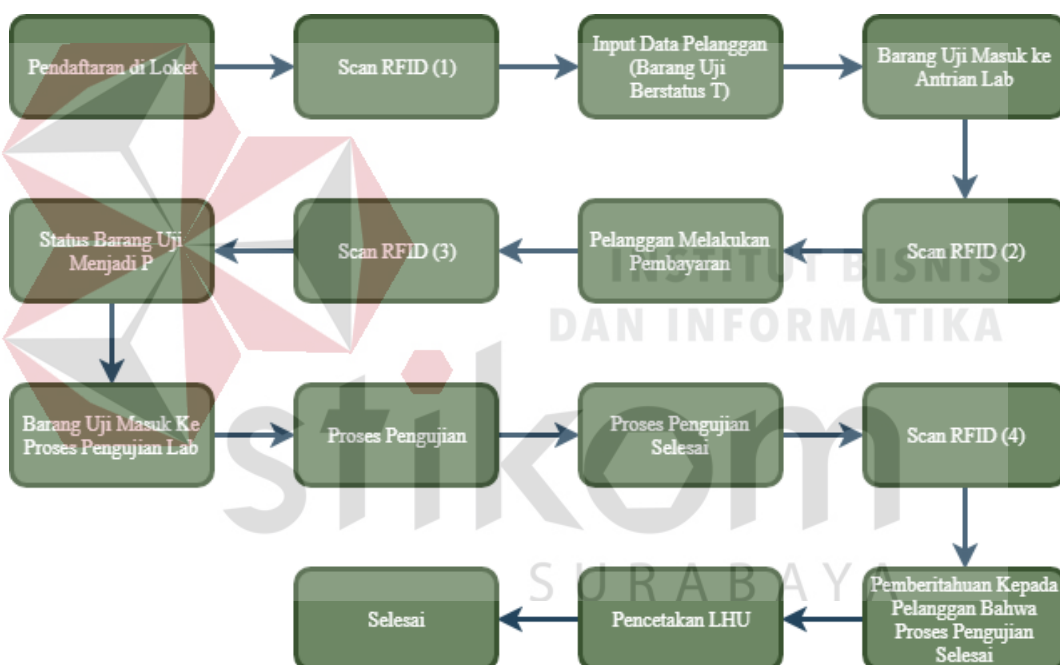 Pendaftaran di Loket
Scan RFID (1)
Input Data Pelanggan
(Barang Uji
Berstatus T)
Barang Uji Masuk ke
Antrian Lab
Scan RFID (2)
Pelanggan Melakukan
Pembayaran
Scan RFID (3)
Status Barang Uji
Menjadi P
Barang Uji Masuk Ke
Proses Pengujian Lab
Proses Pengujian
Proses Pengujian
Selesai
Scan RFID (4)
Pemberitahuan Kepada
Pelanggan Bahwa
Proses Pengujian
Selesai
Pencetakan LHU
Selesai
INSTITUT BISNIS
DAN INFORMATIKA
stikom
SURABAYA